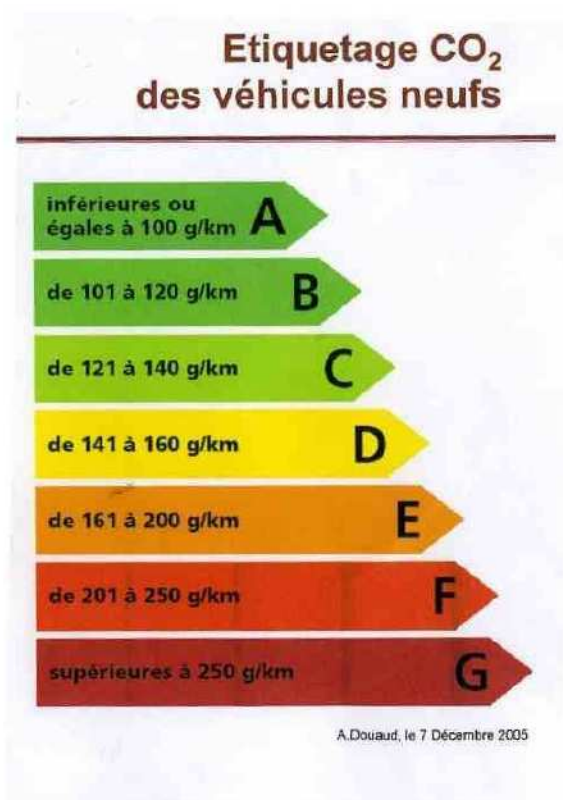 Etiquetage CO₂
des véhicules neufs
inférieures ou
égales à 100 g/km A
de 101 à 120 g/km B
de 121 à 140 g/km C
de 141 à 160 g/km D
de 161 à 200 g/km E
de 201 à 250 g/km F
supérieures à 250 g/km G
A.Douaud, le 7 Décembre 2005